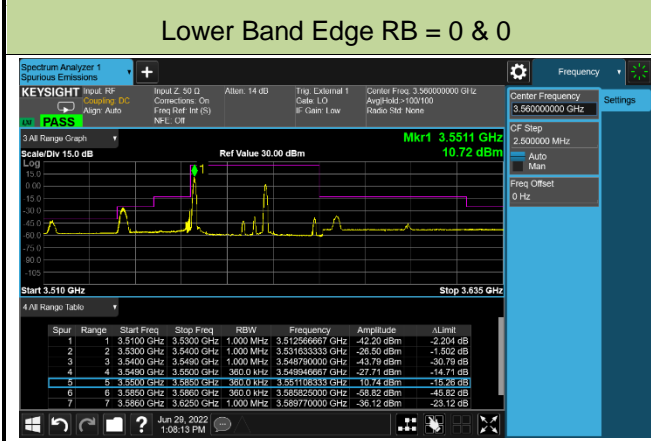 Lower Band Edge RB = 0 & 0
Spectrum Analyzer 1
Spurious Emissions
Frequency
KEYSIGHT
Input: RF
Coupling: DC
Align: Auto
Input Z: 50 Ω
Corrections: On
Freq Ref: Int (S)
NFE: Off
Atten: 14 dB
Trig: External 1
Gate: LO
IF Gain: Low
Center Freq: 3.560000000 GHz
Avg|Hold:>100/100
Radio Std: None
PASS
Center Frequency
3.560000000 GHz
Settings
CF Step
2.500000 MHz
Auto
Man
Freq Offset
0 Hz
3 All Range Graph
Mkr1 3.5511 GHz
Scale/Div 15.0 dB
Ref Value 30.00 dBm
10.72 dBm
Log
1
15.0
0.00
-15.0
-30.0
-45.0
-60.0
-75.0
-90.0
-105
Start 3.510 GHz
Stop 3.635 GHz
4 All Range Table
Spur Range Start Freq Stop Freq RBW Frequency Amplitude ΔLimit
1 1 3.5100 GHz 3.5300 GHz 1.000 MHz 3.512566667 GHz -42.20 dBm -2.204 dB
2 2 3.5300 GHz 3.5400 GHz 1.000 MHz 3.531633333 GHz -26.50 dBm -1.502 dB
3 3 3.5400 GHz 3.5490 GHz 1.000 MHz 3.548790000 GHz -43.79 dBm -30.79 dB
4 4 3.5490 GHz 3.5500 GHz 360.0 kHz 3.549946667 GHz -27.71 dBm -14.71 dB
5 5 3.5500 GHz 3.5850 GHz 360.0 kHz 3.551108333 GHz 10.74 dBm -15.26 dB
6 6 3.5850 GHz 3.5860 GHz 360.0 kHz 3.585825000 GHz -58.82 dBm -45.82 dB
7 7 3.5860 GHz 3.6250 GHz 1.000 MHz 3.589770000 GHz -36.12 dBm -23.12 dB
Jun 29, 2022
1:08:13 PM